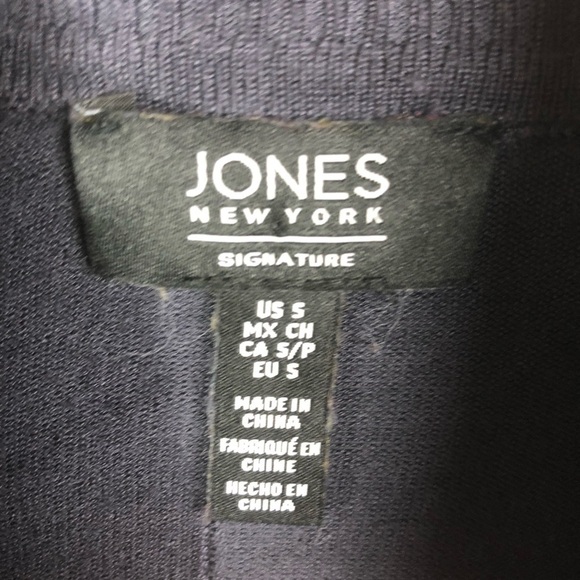 JONES
NEW YORK
SIGNATURE
US S
MX CH
CA S/P
EU S
MADE IN
CHINA
FABRIQUÉ EN
CHINE
HECHO EN
CHINA